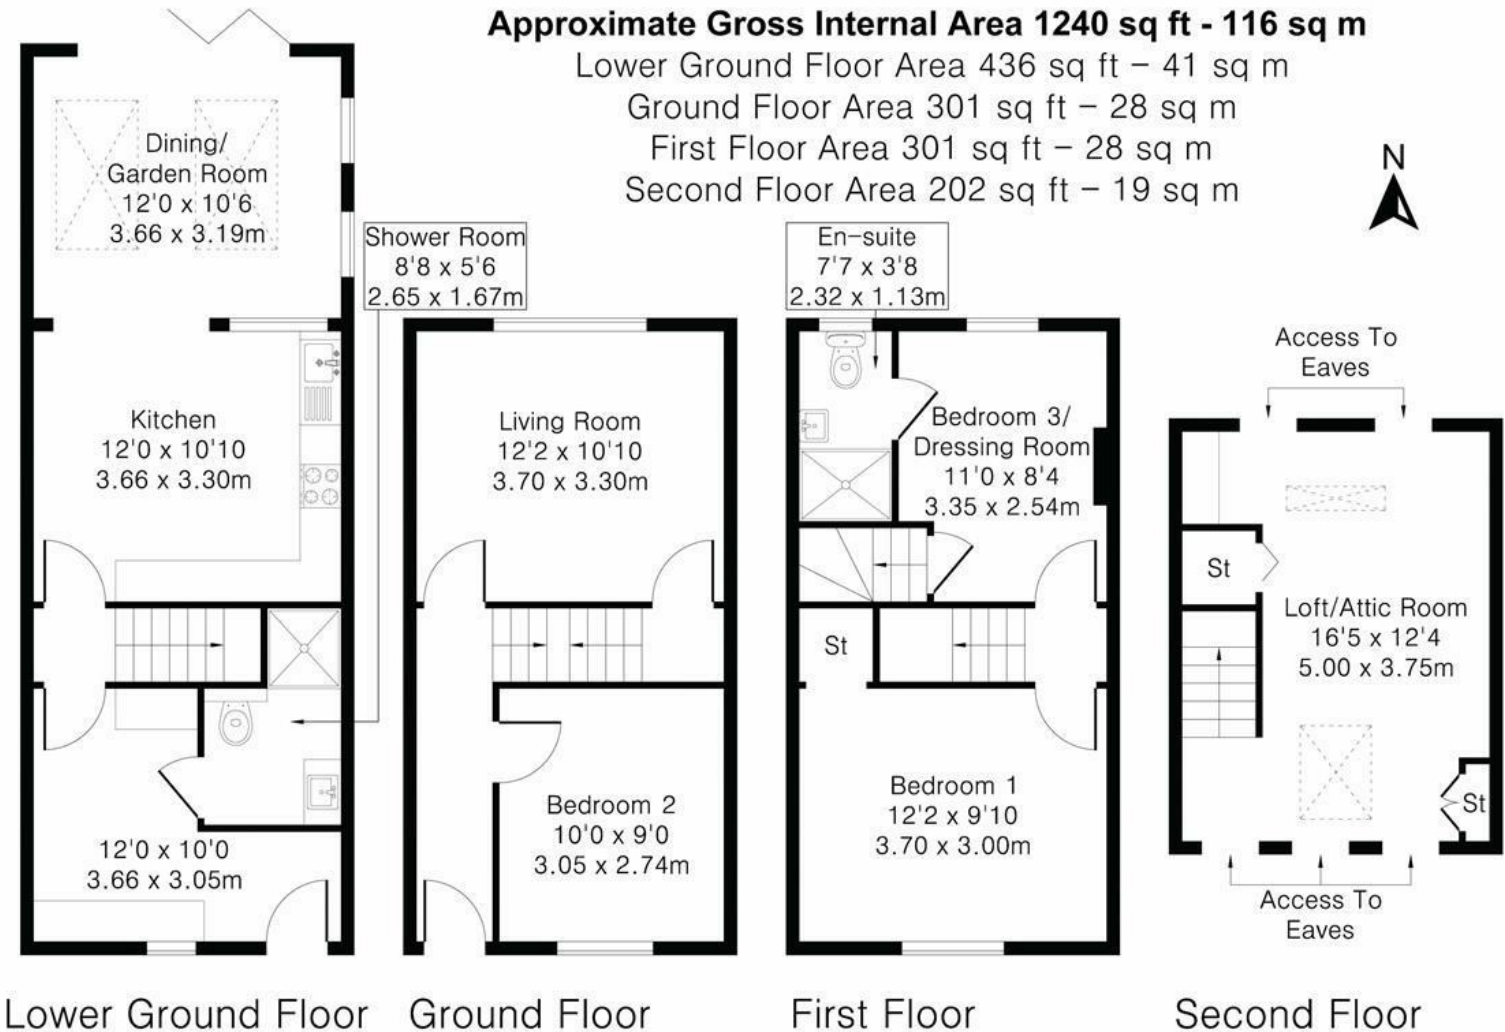 Approximate Gross Internal Area 1240 sq ft - 116 sq m
Lower Ground Floor Area 436 sq ft – 41 sq m
Ground Floor Area 301 sq ft – 28 sq m
First Floor Area 301 sq ft – 28 sq m
Second Floor Area 202 sq ft – 19 sq m
N
Dining/
Garden Room
12'0 x 10'6
3.66 x 3.19m
Shower Room
8'8 x 5'6
2.65 x 1.67m
Kitchen
12'0 x 10'10
3.66 x 3.30m
12'0 x 10'0
3.66 x 3.05m
Lower Ground Floor
Living Room
12'2 x 10'10
3.70 x 3.30m
Bedroom 2
10'0 x 9'0
3.05 x 2.74m
Ground Floor
En-suite
7'7 x 3'8
2.32 x 1.13m
Bedroom 3/
Dressing Room
11'0 x 8'4
3.35 x 2.54m
St
Bedroom 1
12'2 x 9'10
3.70 x 3.00m
First Floor
Access To
Eaves
St
Loft/Attic Room
16'5 x 12'4
5.00 x 3.75m
St
Access To
Eaves
Second Floor